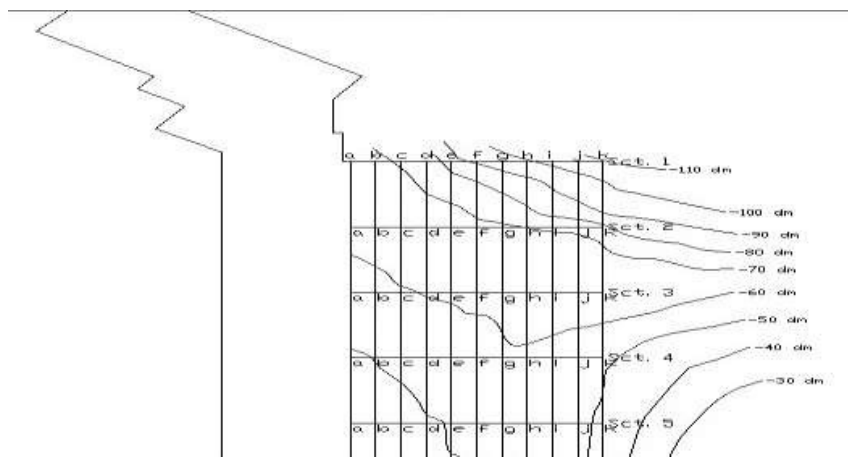 a b c d e f g h i j k Sct. 1
-110 dm
-100 dm
a b c d e f g h i j k Sct. 2
-90 dm
-80 dm
-70 dm
a b c d e f g h i j k Sct. 3
-60 dm
-50 dm
-40 dm
a b c d e f g h i j k Sct. 4
-30 dm
a b c d e f g h i j k Sct. 5